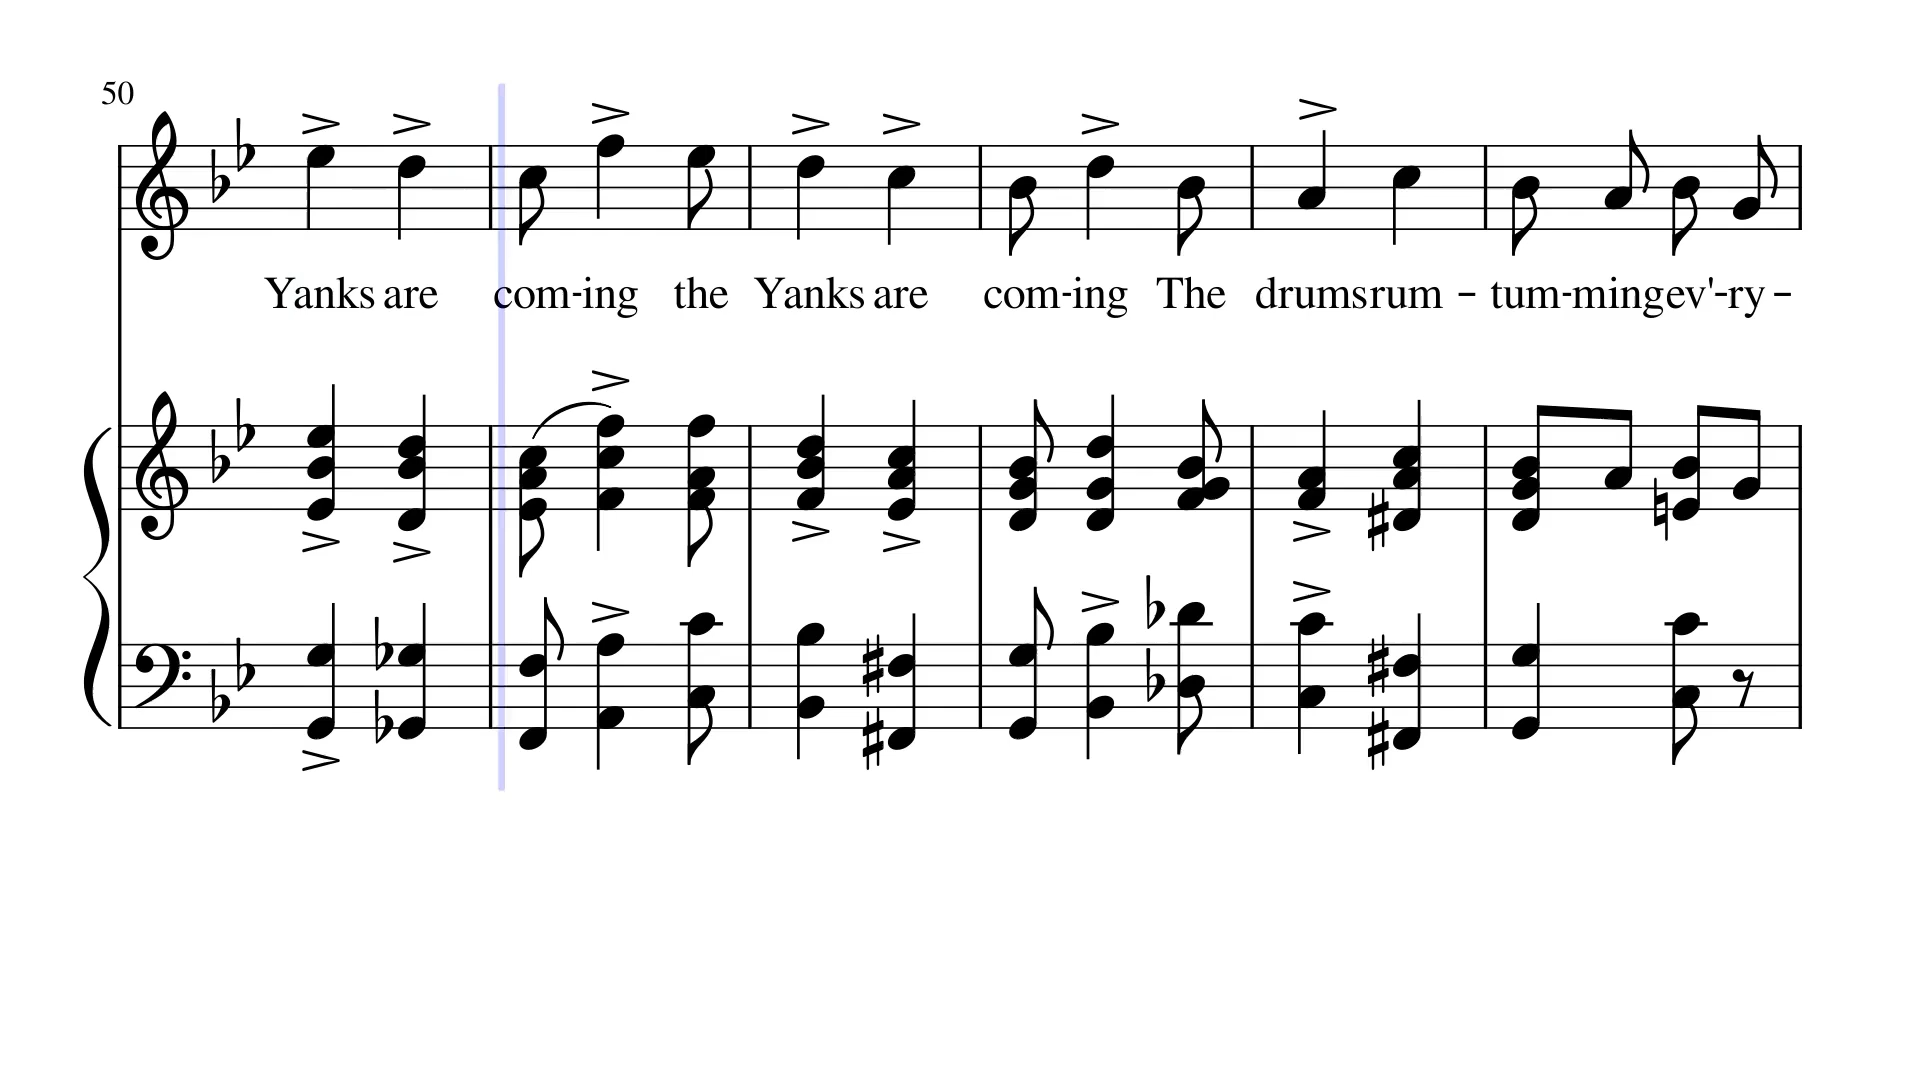 50
Yanks are com-ing the Yanks are com-ing The drums rum - tum-ming ev'-ry -